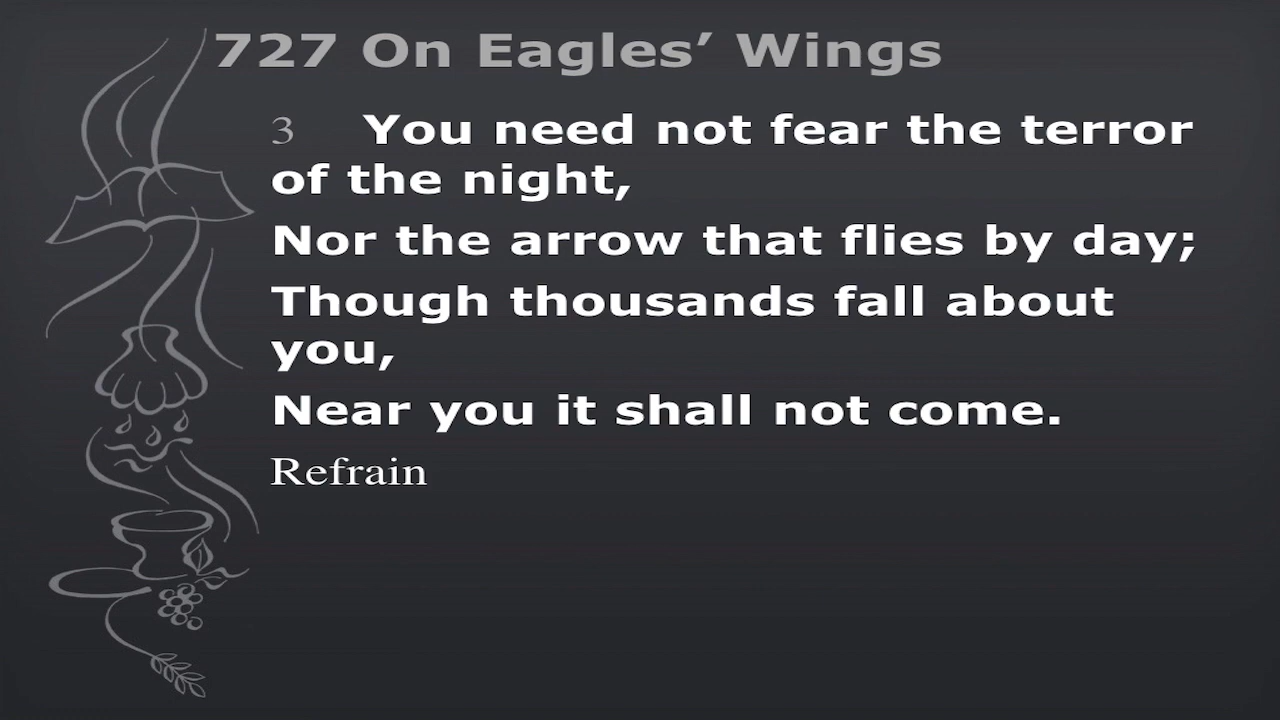 727 On Eagles’ Wings
3 You need not fear the terror
of the night,
Nor the arrow that flies by day;
Though thousands fall about
you,
Near you it shall not come.
Refrain